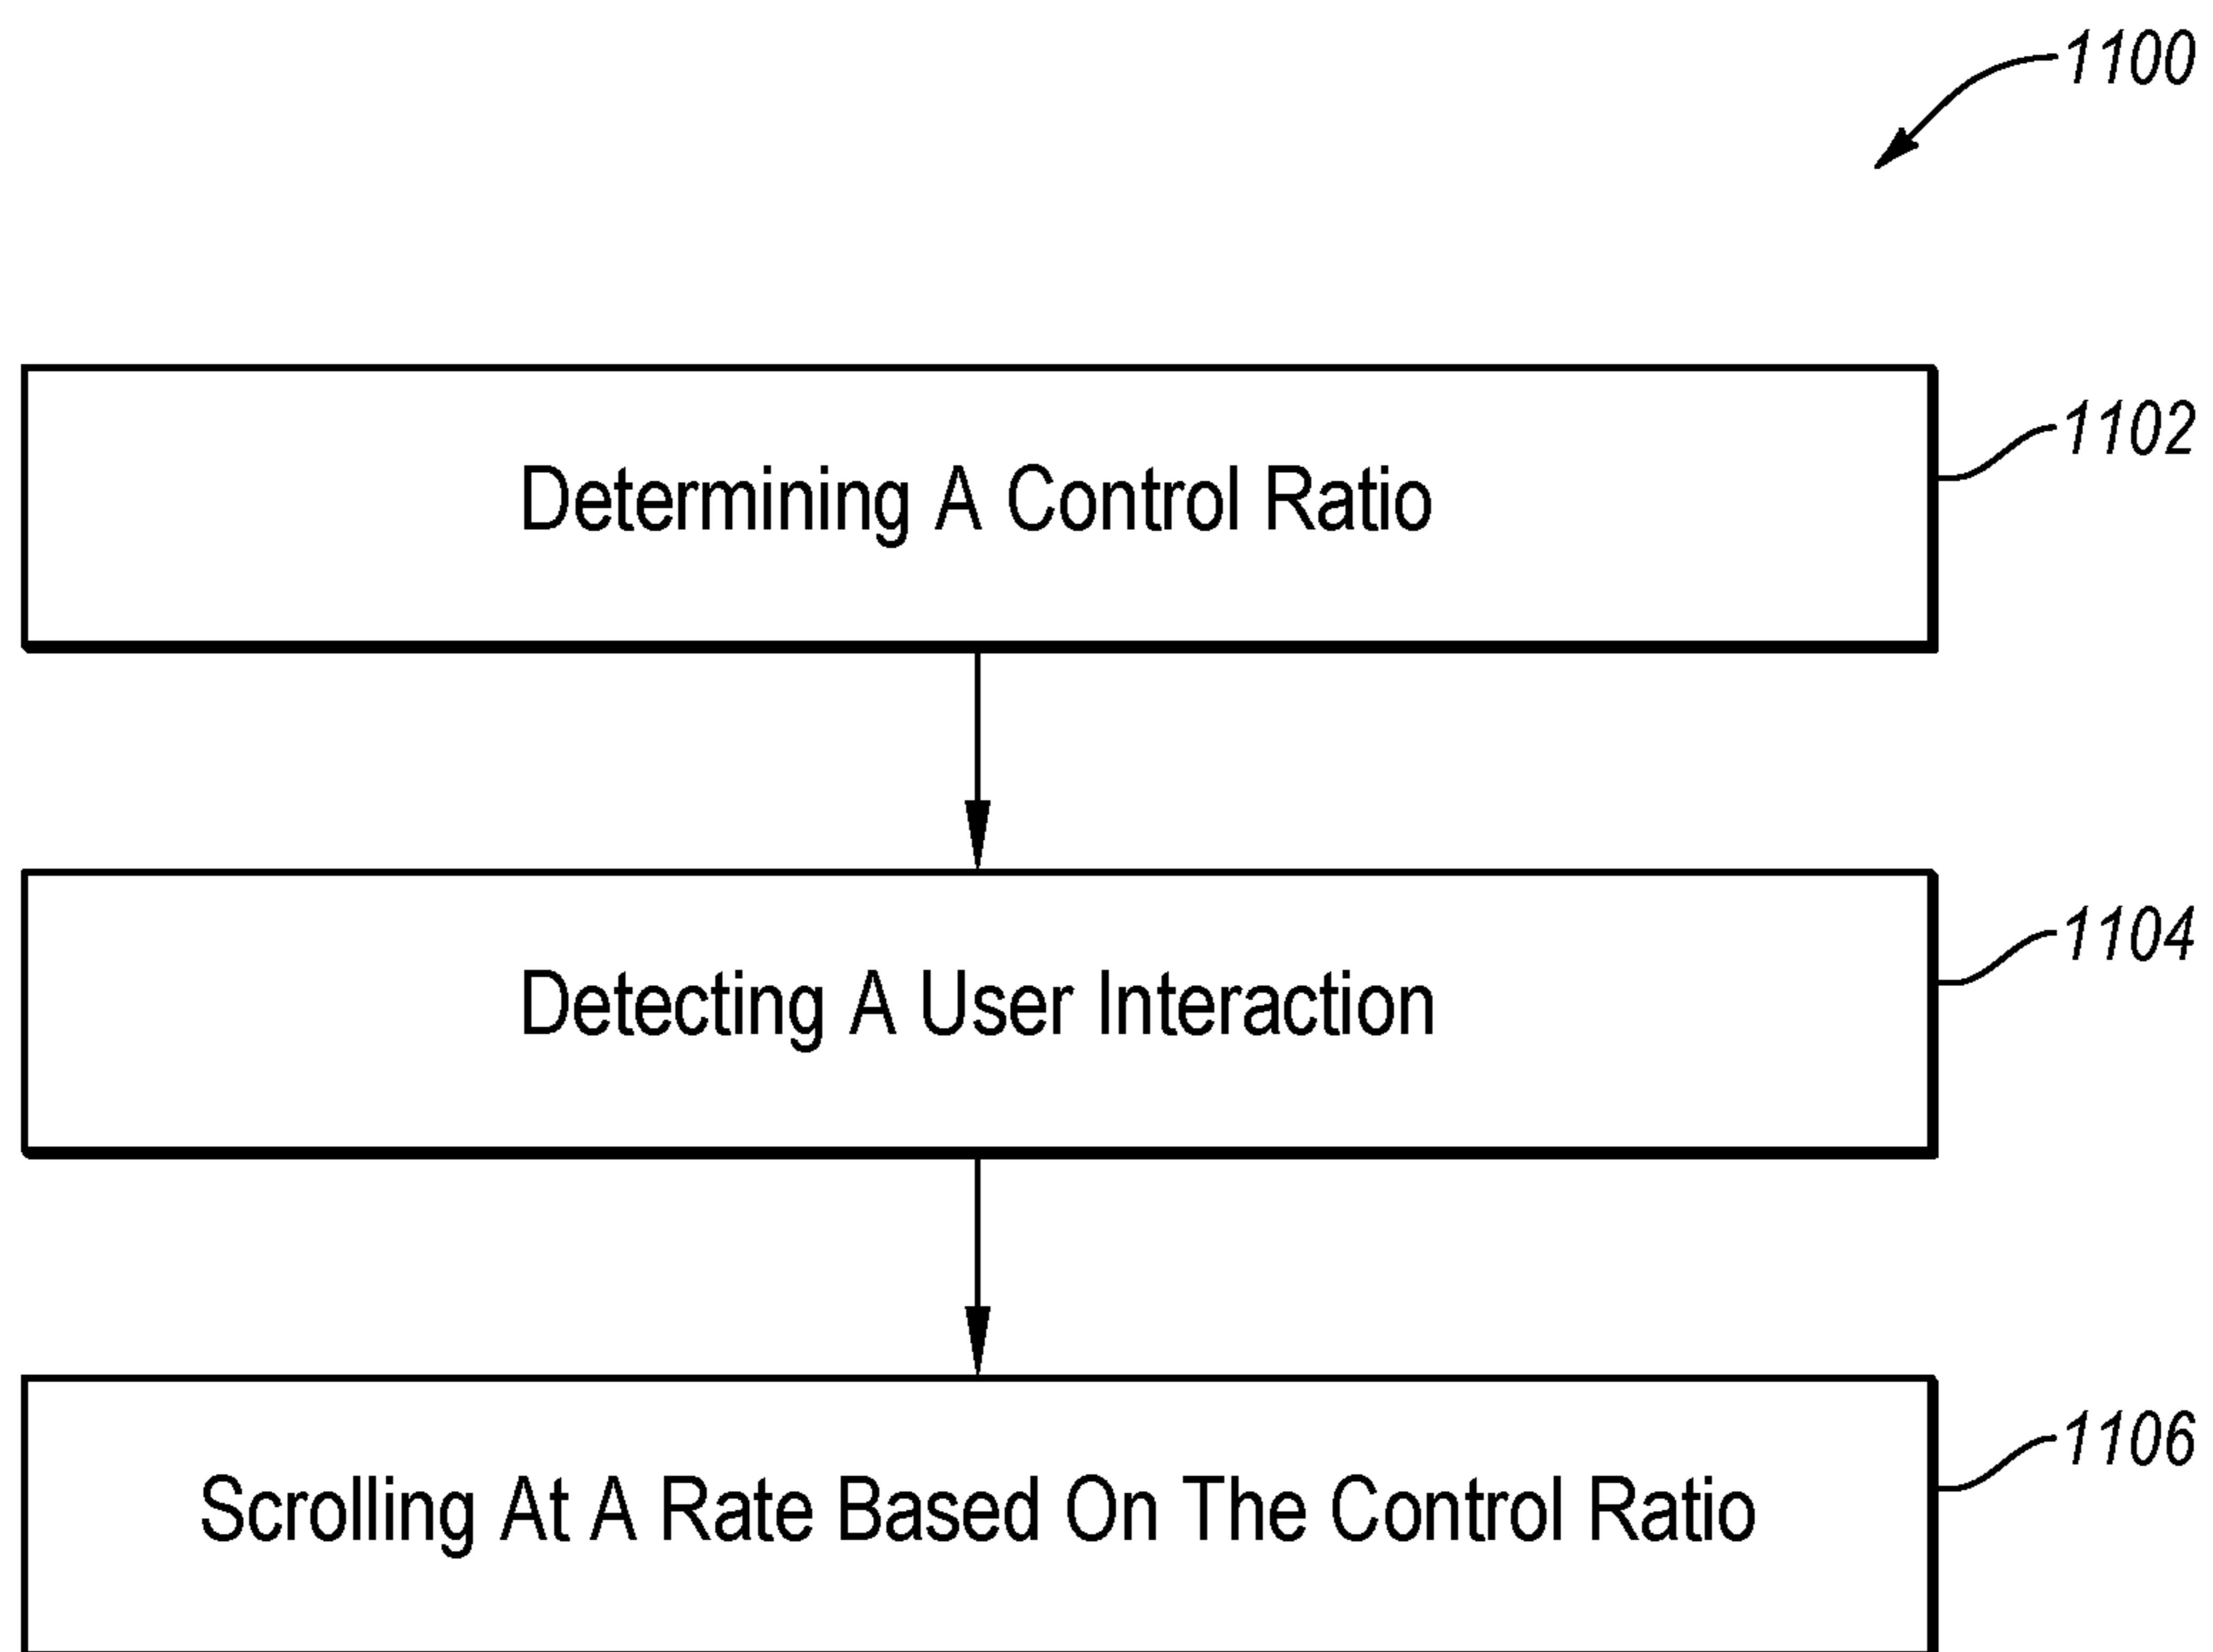 1100
Determining A Control Ratio
1102
Detecting A User Interaction
1104
Scrolling At A Rate Based On The Control Ratio
1106